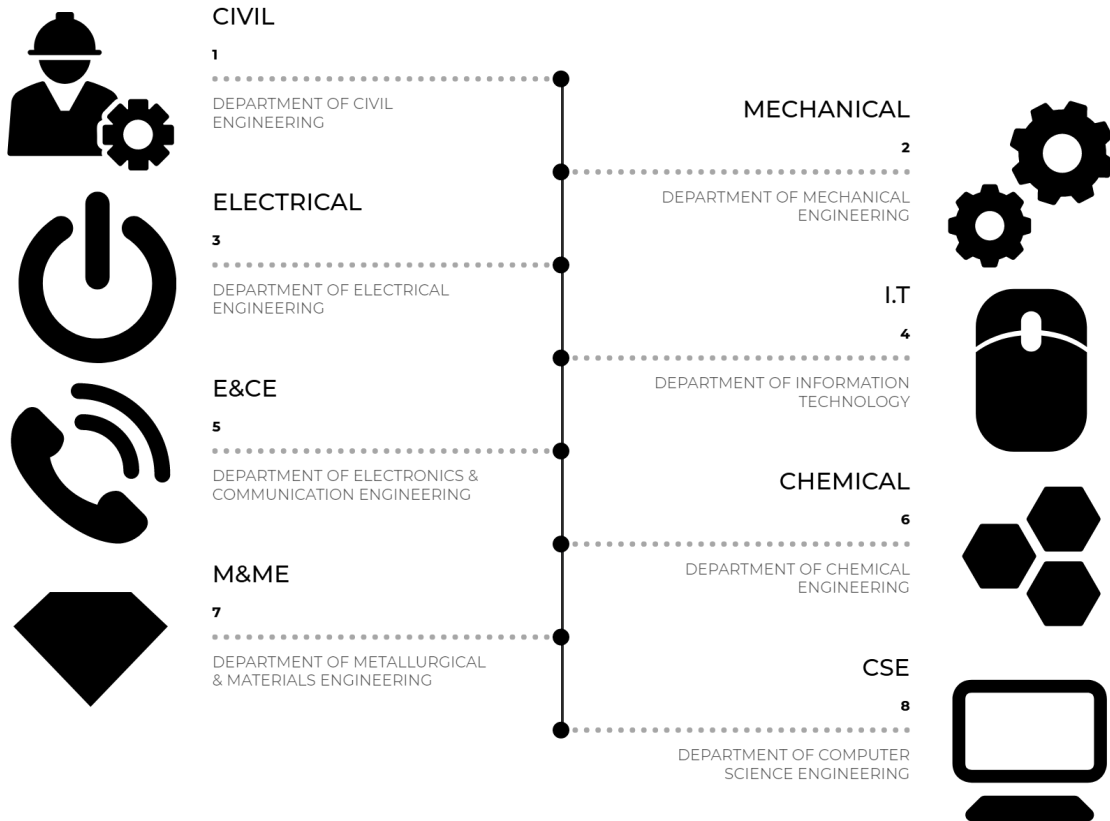 CIVIL
1
DEPARTMENT OF CIVIL
ENGINEERING
MECHANICAL
2
DEPARTMENT OF MECHANICAL
ENGINEERING
ELECTRICAL
3
DEPARTMENT OF ELECTRICAL
ENGINEERING
I.T
4
DEPARTMENT OF INFORMATION
TECHNOLOGY
E&CE
5
DEPARTMENT OF ELECTRONICS &
COMMUNICATION ENGINEERING
CHEMICAL
6
DEPARTMENT OF CHEMICAL
ENGINEERING
M&ME
7
DEPARTMENT OF METALLURGICAL
& MATERIALS ENGINEERING
CSE
8
DEPARTMENT OF COMPUTER
SCIENCE ENGINEERING